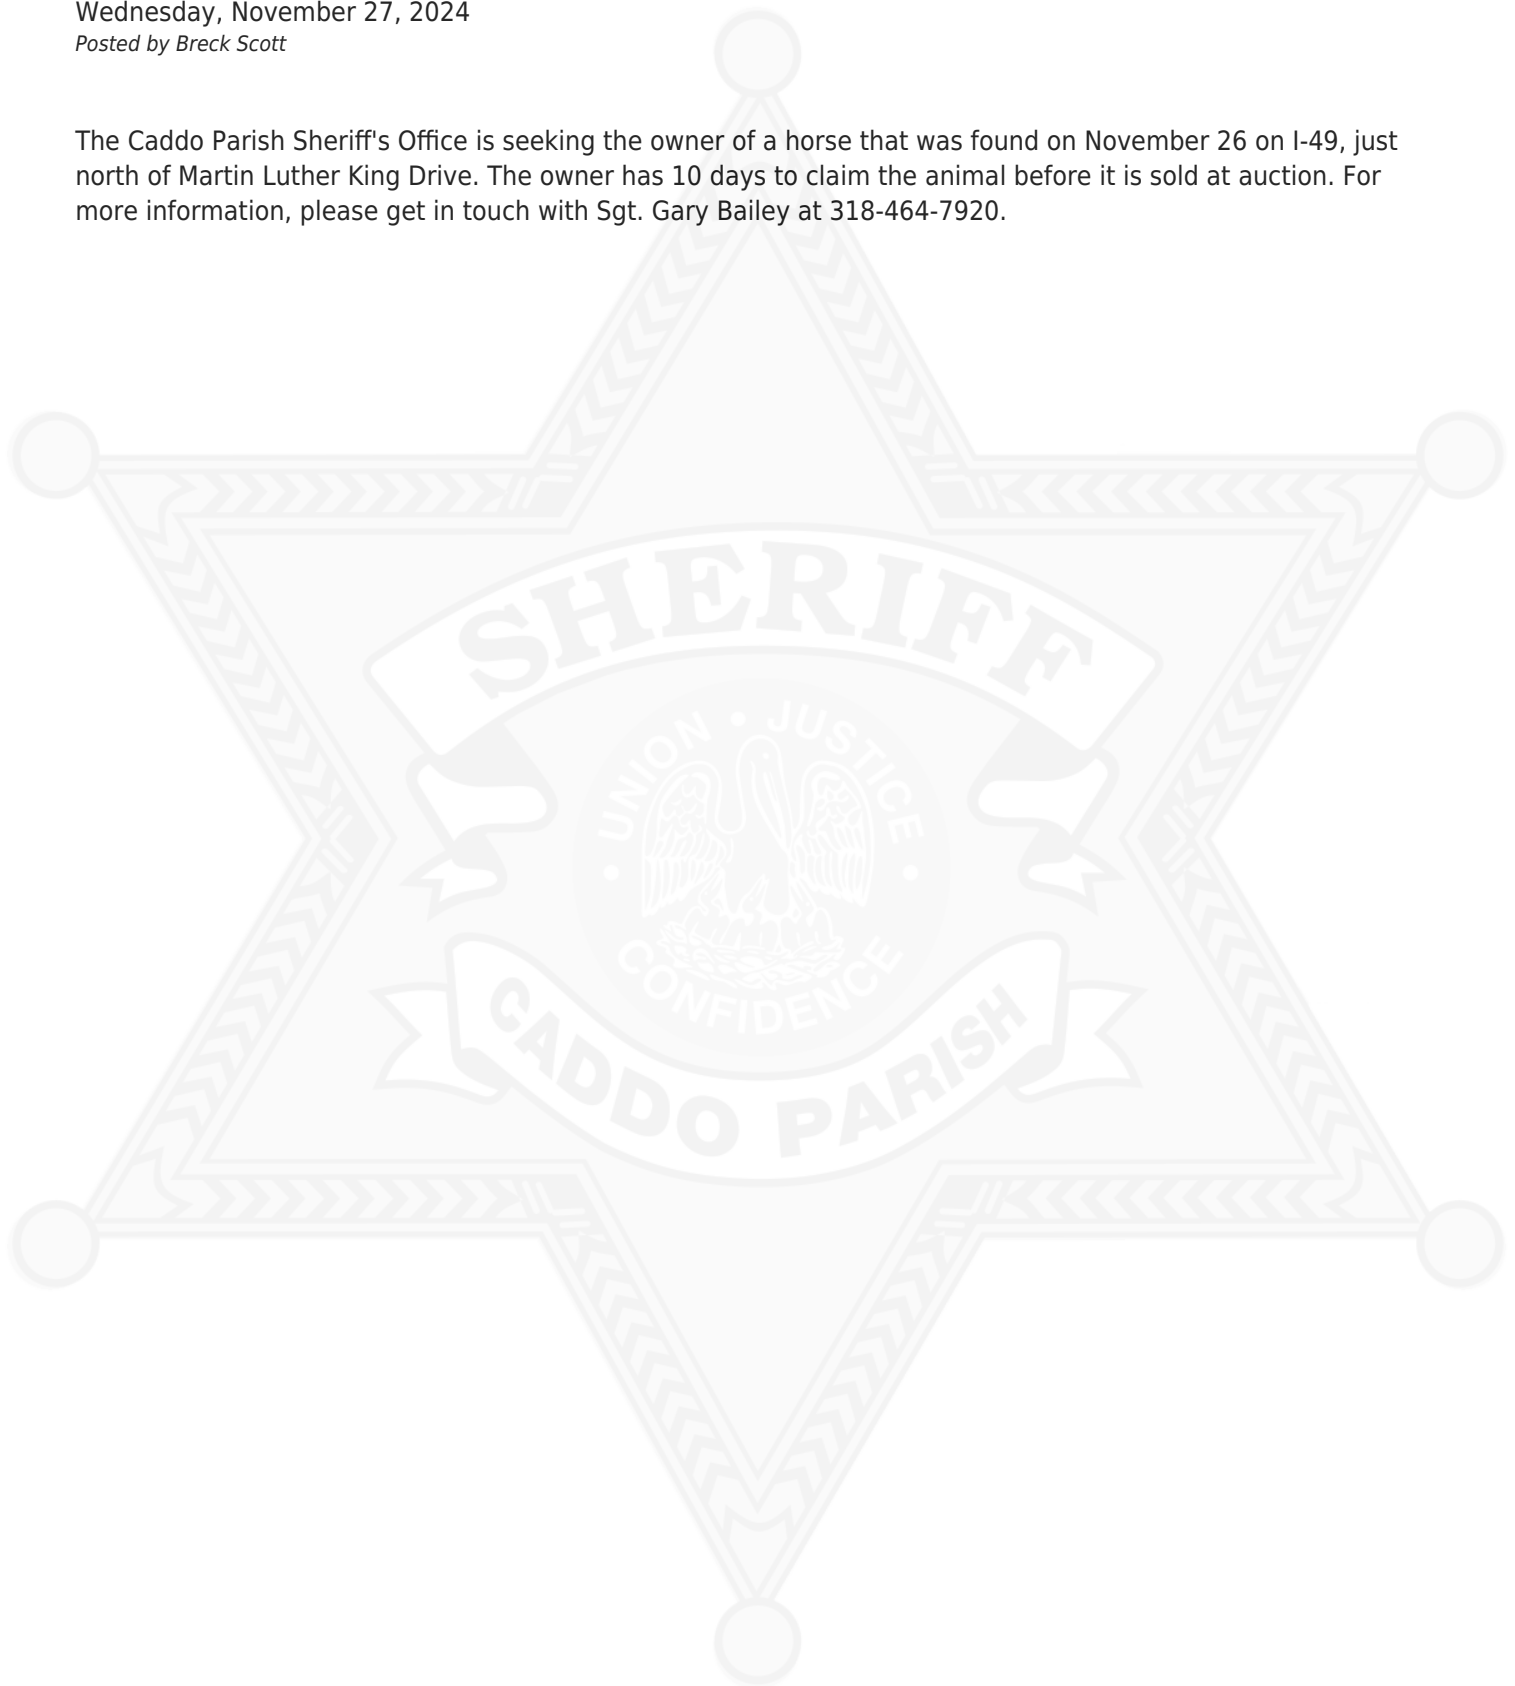 Wednesday, November 27, 2024
Posted by Breck Scott
The Caddo Parish Sheriff's Office is seeking the owner of a horse that was found on November 26 on I-49, just
north of Martin Luther King Drive. The owner has 10 days to claim the animal before it is sold at auction. For
more information, please get in touch with Sgt. Gary Bailey at 318-464-7920.
SHERIFF
UNION • JUSTICE
• CONFIDENCE •
CADDO PARISH